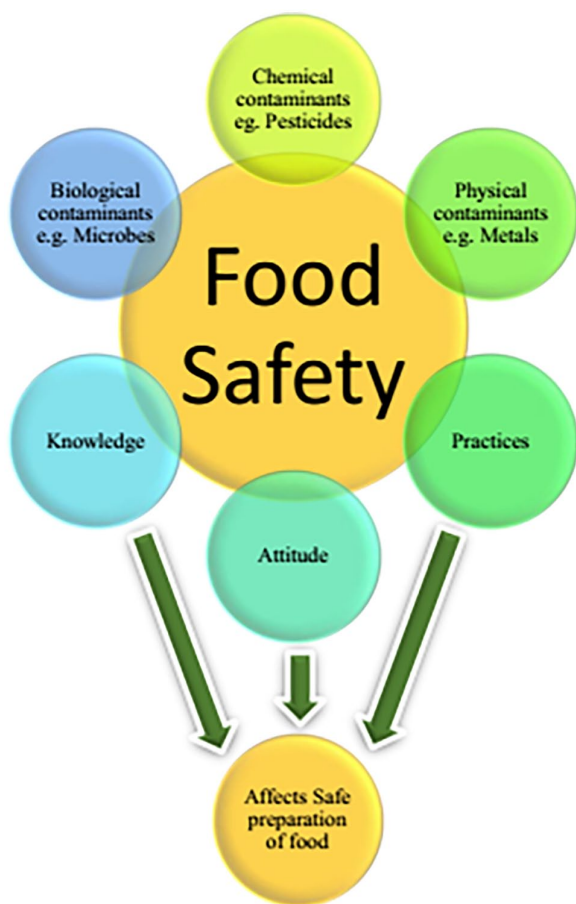 Chemical
contaminants
eg. Pesticides
Biological
contaminants
e.g. Microbes
Physical
contaminants
e.g. Metals
Food
Safety
Knowledge
Practices
Attitude
Affects Safe
preparation
of food